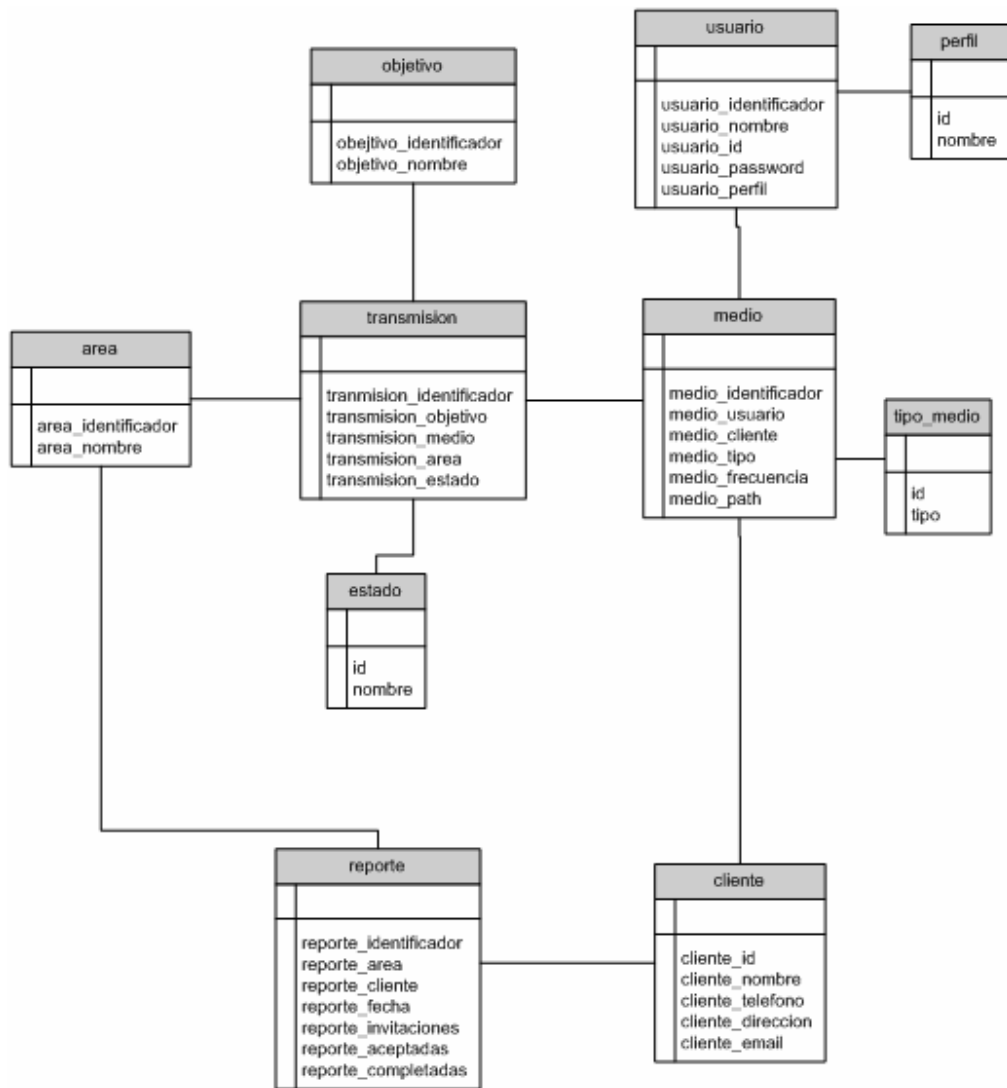 usuario
usuario_identificador
usuario_nombre
usuario_id
usuario_password
usuario_perfil
perfil
id
nombre
objetivo
obejtivo_identificador
objetivo_nombre
transmision
tranmision_identificador
transmision_objetivo
transmision_medio
transmision_area
transmision_estado
medio
medio_identificador
medio_usuario
medio_cliente
medio_tipo
medio_frecuencia
medio_path
area
area_identificador
area_nombre
tipo_medio
id
tipo
estado
id
nombre
reporte
reporte_identificador
reporte_area
reporte_cliente
reporte_fecha
reporte_invitaciones
reporte_aceptadas
reporte_completadas
cliente
cliente_id
cliente_nombre
cliente_telefono
cliente_direccion
cliente_email